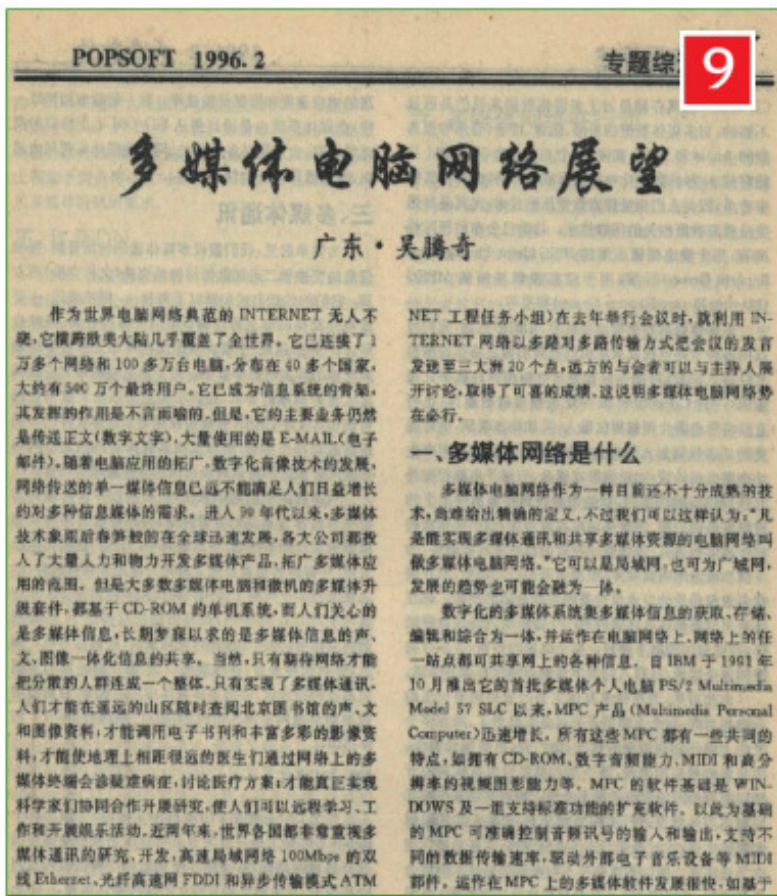 POPSOFT 1996.2
专题综
9
多媒体电脑网络展望
广东·吴腾奇
作为世界电脑网络典范的 INTERNET 无人不
晓,它横跨欧美大陆几乎覆盖了全世界。它已连接了1
万多个网络和 100 多万台电脑,分布在 40 多个国家,
大约有 500 万个最终用户。它已成为信息系统的骨架,
其发挥的作用是不言而喻的。但是,它的主要业务仍然
是传送正文(数字文字),大量使用的是 E-MAIL(电子
邮件)。随着电脑应用的拓广,数字化音像技术的发展,
网络传送的单一媒体信息已远不能满足人们日益增长
的对多种信息媒体的需求。进入 90 年代以来,多媒体
技术象雨后春笋般的在全球迅速发展,各大公司都投
入了大量人力和物力开发多媒体产品,拓广多媒体应
用的范围。但是大多数多媒体电脑和微机的多媒体升
级套件,都基于 CD-ROM 的单机系统,而人们关心的
是多媒体信息,长期梦寐以求的是多媒体信息的声、
文、图像一体化信息的共享。当然,只有期待网络才能
把分散的人群连成一个整体。只有实现了多媒体通讯,
人们才能在遥远的山区随时查阅北京图书馆的声、文
和图像资料;才能调用电子书刊和丰富多彩的影像资
料,才能使地理上相距很远的医生们通过网络上的多
媒体终端会诊疑难病症,讨论医疗方案;才能真正实现
科学家们协同合作开展研究,使人们可以远程学习、工
作和开展娱乐活动。近两年来,世界各国都非常重视多
媒体通讯的研究、开发,高速局域网络 100Mbps 的双
线 Ethernet、光纤高速网 FDDI 和异步传输模式 ATM
NET 工程任务小组)在去年举行会议时,就利用 IN-
TERNET 网络以多路对多路传输方式把会议的发言
发送至三大洲 20 个点,远方的与会者可以与主持人展
开讨论,取得了可喜的成绩。这说明多媒体电脑网络势
在必行。
一、多媒体网络是什么
多媒体电脑网络作为一种目前还不十分成熟的技
术,尚难给出精确的定义。不过我们可以这样认为:“凡
是能实现多媒体通讯和共享多媒体资源的电脑网络叫
做多媒体电脑网络。”它可以是局域网,也可为广域网,
发展的趋势也可能会融为一体。
数字化的多媒体系统集多媒体信息的获取、存储、
编辑和综合为一体,并运作在电脑网络上,网络上的任
一站点都可共享网上的各种信息。自 IBM 于 1991 年
10 月推出它的首批多媒体个人电脑 PS/2 Multimedia
Model 57 SLC 以来,MPC 产品(Multimedia Personal
Computer)迅速增长。所有这些 MPC 都有一些共同的
特点,如拥有 CD-ROM、数字音频能力、MIDI 和高分
辨率的视频图形能力等。MPC 的软件基础是 WIN-
DOWS 及一组支持标准功能的扩充软件。以此为基础
的 MPC 可准确控制音频讯号的输入和输出,支持不
同的数据传输速率,驱动外部电子音乐设备等 MIDI
部件。运作在 MPC 上的多媒体软件发展很快,如基于